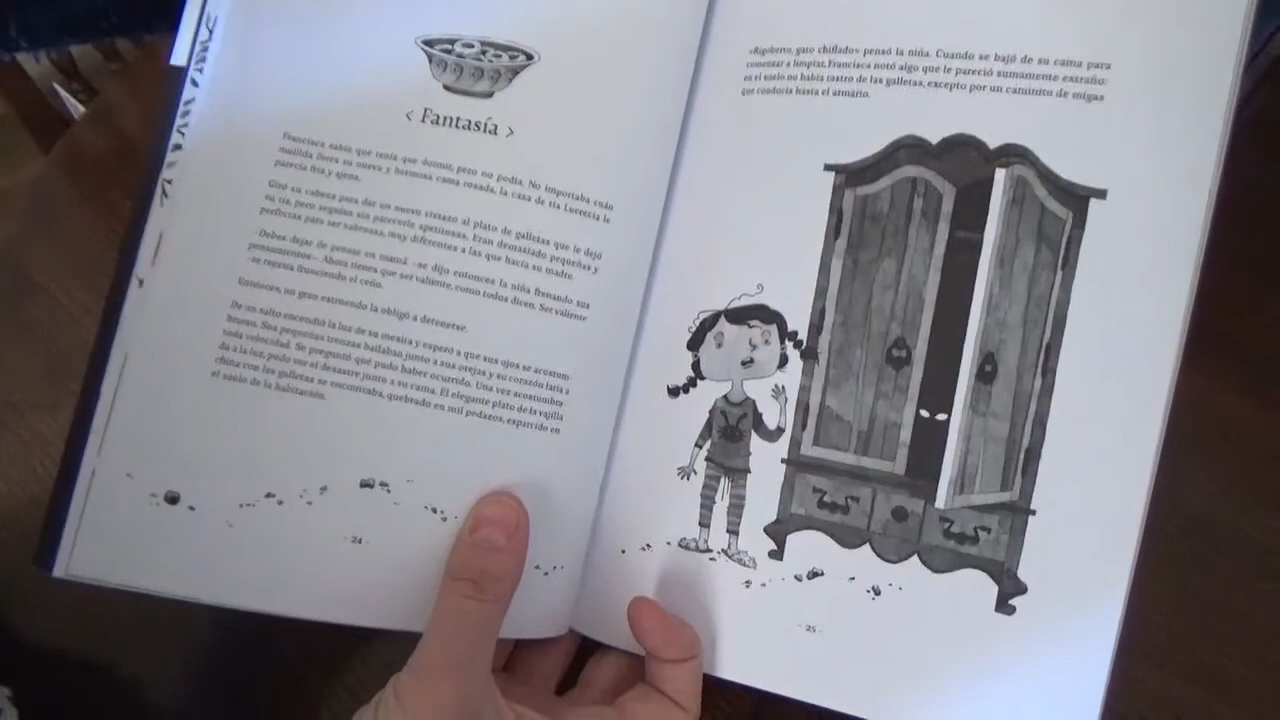 < Fantasía >
Francisca sabía que tenía que dormir, pero no podía. No importaba cuán
mullida fuera su nueva y hermosa cama rosada, la casa de tía Lucrecia le
parecía fría y ajena.
Giró su cabeza para dar un nuevo vistazo al plato de galletas que le dejó
su tía, pero seguían sin parecerle apetitosas. Eran demasiado pequeñas y
perfectas para ser sabrosas, muy diferentes a las que hacía su madre.
–Debes dejar de pensar en mamá –se dijo entonces la niña frenando sus
pensamientos–. Ahora tienes que ser valiente, como todos dicen. Ser valiente
–se repetía frunciendo el ceño.
Entonces, un gran estruendo la obligó a detenerse.
De un salto encendió la luz de su mesita y esperó a que sus ojos se acostum-
braran. Sus pequeñas trenzas bailaban junto a sus orejas y su corazón latía a
toda velocidad. Se preguntó qué pudo haber ocurrido. Una vez acostumbra-
da a la luz, pudo ver el desastre junto a su cama. El elegante plato de la vajilla
china con las galletas se encontraba, quebrado en mil pedazos, esparcido en
el suelo de la habitación.
- 24 -
«Rigoberto, gato chiflado» pensó la niña. Cuando se bajó de su cama para
comenzar a limpiar, Francisca notó algo que le pareció sumamente extraño:
en el suelo no había rastro de las galletas, excepto por un caminito de migas
que conducía hasta el armario.
- 25 -